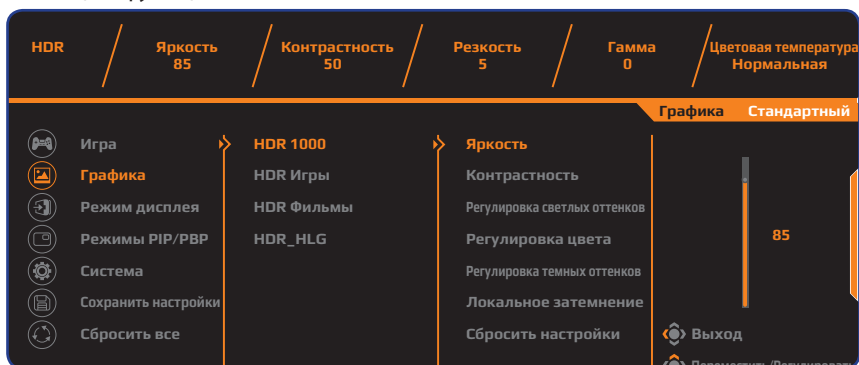 HDR
Яркость
85
Контрастность
50
Резкость
5
Гамма
0
Цветовая температура
Нормальная
Графика Стандартный
Игра
Графика
Режим дисплея
Режимы PIP/PBP
Система
Сохранить настройки
Сбросить все
HDR 1000
HDR Игры
HDR Фильмы
HDR_HLG
Яркость
Контрастность
Регулировка светлых оттенков
Регулировка цвета
Регулировка темных оттенков
Локальное затемнение
Сбросить настройки
85
Выход
Переместить/Регулировать